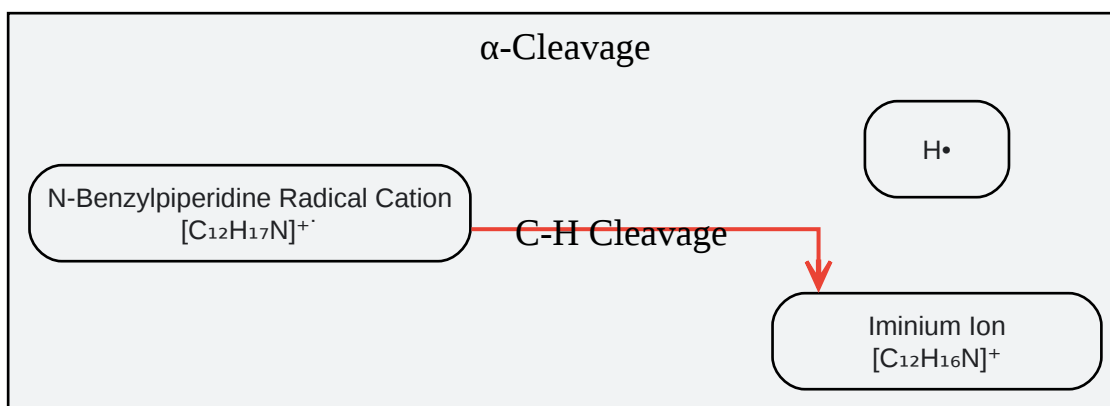 α-Cleavage
H•
N-Benzylpiperidine Radical Cation
[C₁₂H₁₇N]⁺˙
C-H Cleavage
Iminium Ion
[C₁₂H₁₆N]⁺